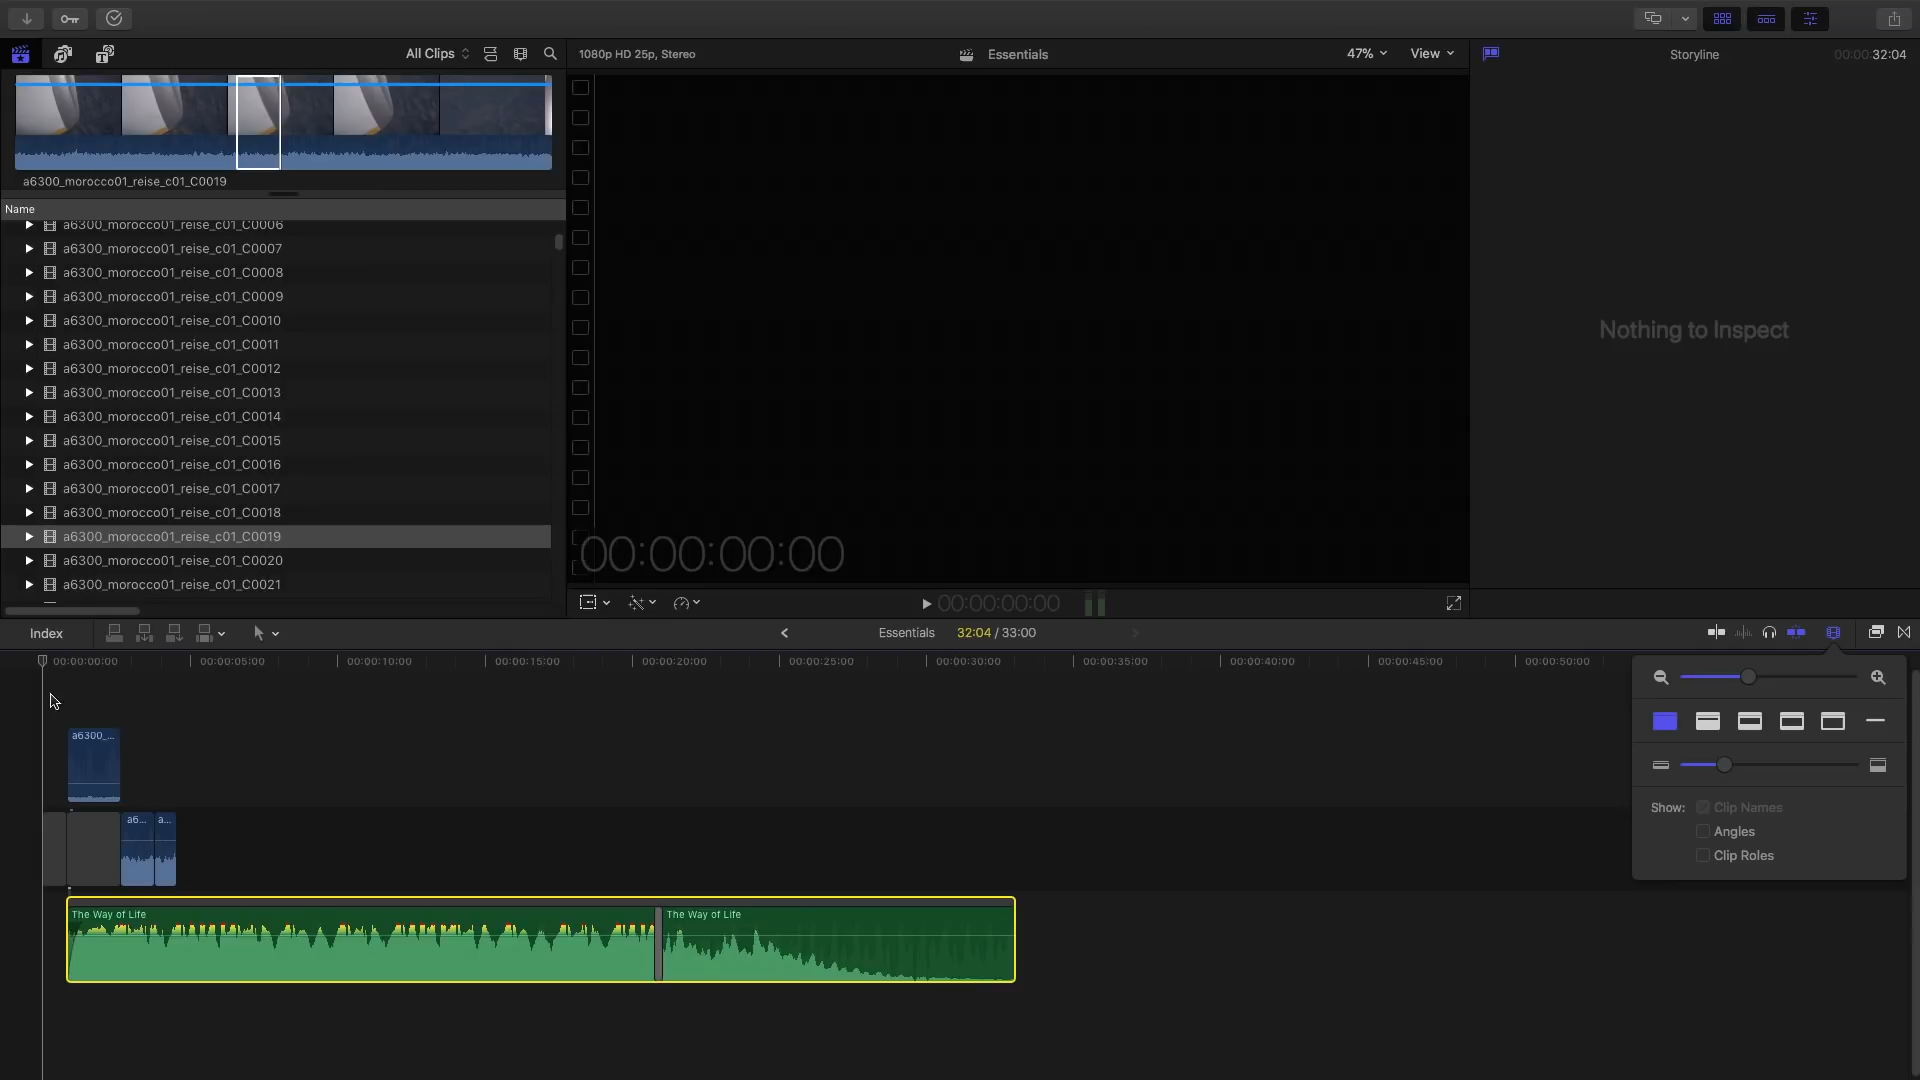 All Clips
1080p HD 25p, Stereo
Essentials
47%
View
Storyline
00:00:32:04
a6300_morocco01_reise_c01_C0019
Name
a6300_morocco01_reise_c01_C0006
a6300_morocco01_reise_c01_C0007
a6300_morocco01_reise_c01_C0008
a6300_morocco01_reise_c01_C0009
a6300_morocco01_reise_c01_C0010
a6300_morocco01_reise_c01_C0011
a6300_morocco01_reise_c01_C0012
a6300_morocco01_reise_c01_C0013
a6300_morocco01_reise_c01_C0014
a6300_morocco01_reise_c01_C0015
a6300_morocco01_reise_c01_C0016
a6300_morocco01_reise_c01_C0017
a6300_morocco01_reise_c01_C0018
a6300_morocco01_reise_c01_C0019
a6300_morocco01_reise_c01_C0020
a6300_morocco01_reise_c01_C0021
Nothing to Inspect
00:00:00:00
00:00:00:00
Index
Essentials
32:04 / 33:00
00:00:00:00
00:00:05:00
00:00:10:00
00:00:15:00
00:00:20:00
00:00:25:00
00:00:30:00
00:00:35:00
00:00:40:00
00:00:45:00
00:00:50:00
a6300_...
a6...
a...
Show:
Clip Names
Angles
Clip Roles
The Way of Life
The Way of Life